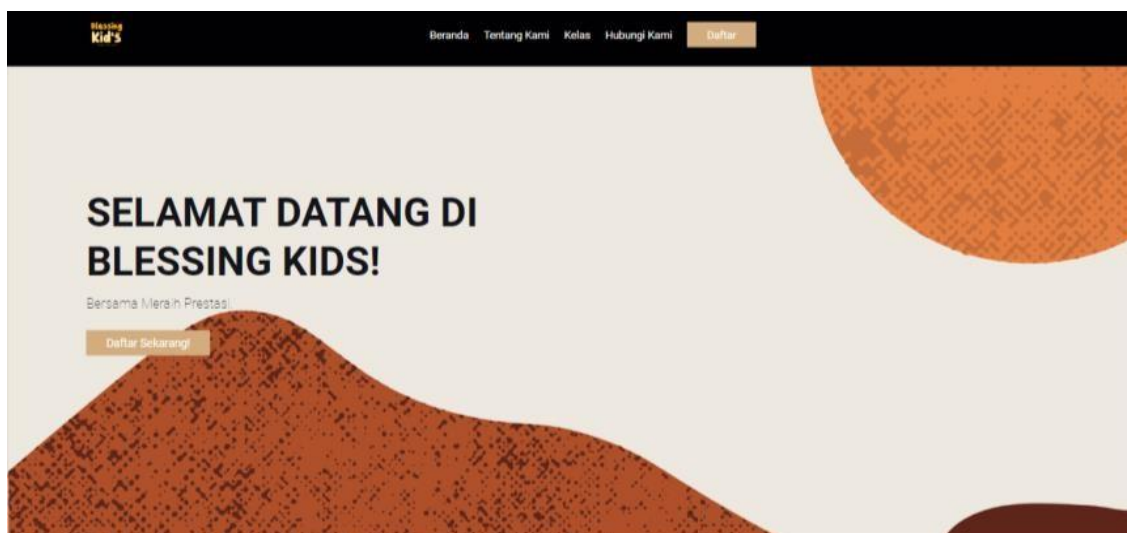 Blessing
Kid's
Beranda Tentang Kami Kelas Hubungi Kami Daftar
SELAMAT DATANG DI
BLESSING KIDS!
Bersama Meraih Prestasi.
Daftar Sekarang!